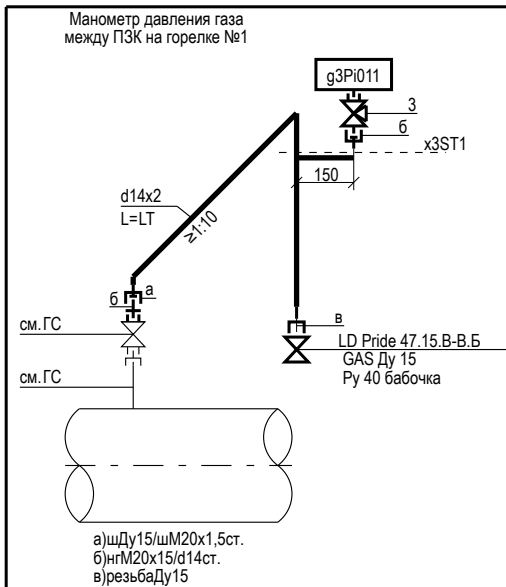 Манометр давления газа
между ПЗК на горелке №1
g3Pi011
3
б
x3ST1
150
d14x2
L=LT
≥1:10
а
б
см.ГС
в
LD Pride 47.15.В-В.Б
GAS Ду 15
Ру 40 бабочка
см.ГС
а)шДу15/шМ20х1,5ст.
б)нгМ20х15/d14ст.
в)резьбаДу15